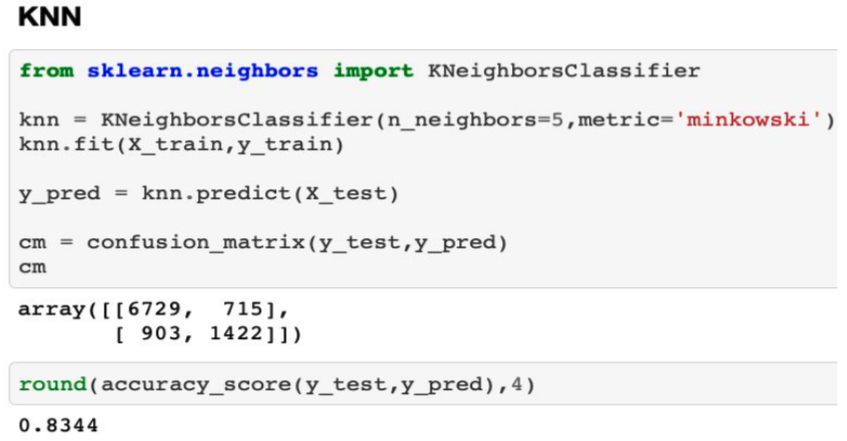 KNN
from sklearn.neighbors import KNeighborsClassifier
knn = KNeighborsClassifier(n_neighbors=5,metric='minkowski')
knn.fit(X_train,y_train)
y_pred = knn.predict(X_test)
cm = confusion_matrix(y_test,y_pred)
cm
array([[6729,  715],
       [ 903, 1422]])
round(accuracy_score(y_test,y_pred),4)
0.8344